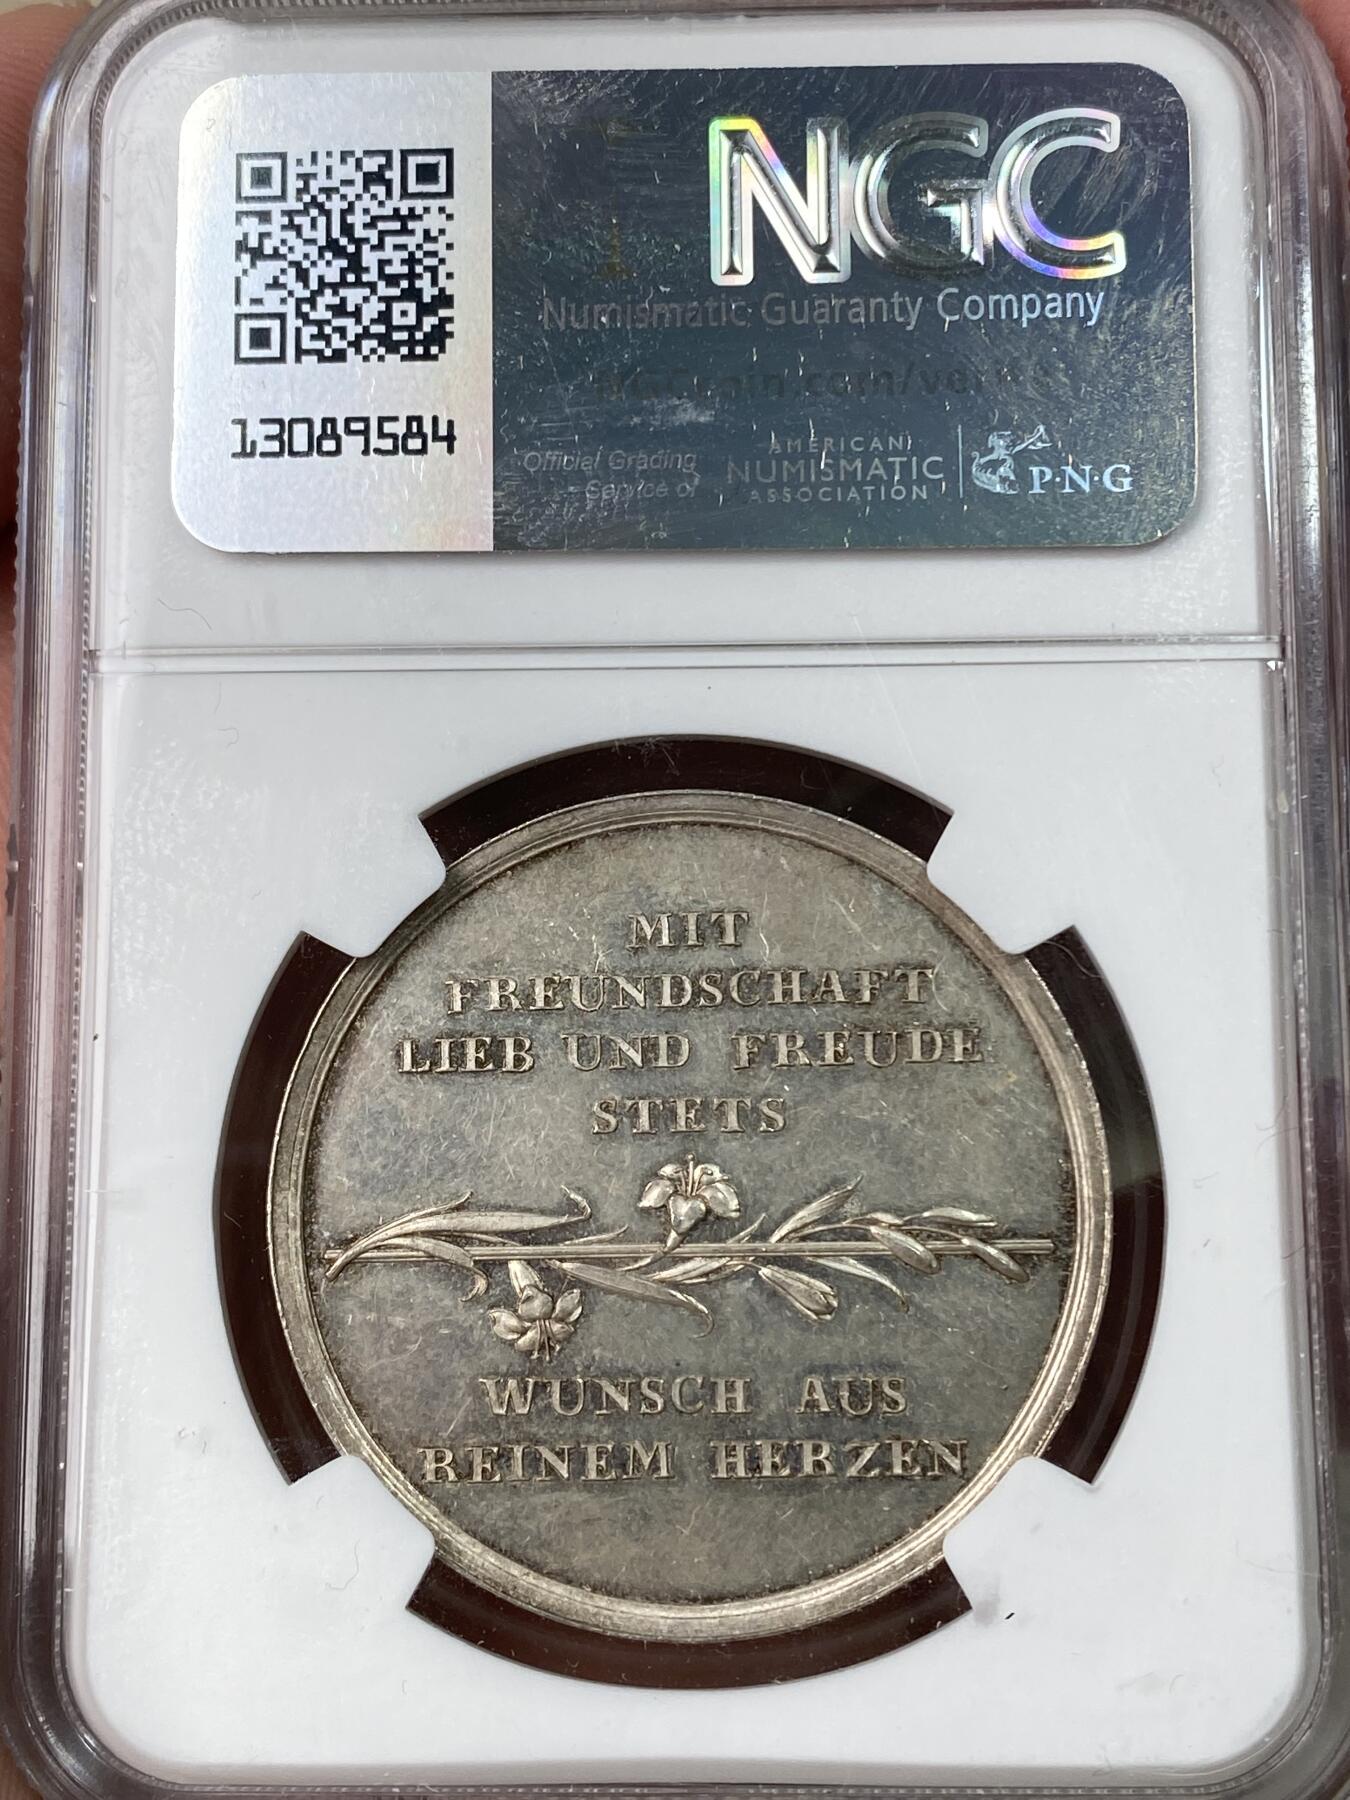 NGC
Numismatic Guaranty Company
13089584
Official Grading
Service of
AMERICAN
NUMISMATIC
ASSOCIATION
P·N·G
MIT
FREUNDSCHAFT
LIEB UND FREUDE
STETS
WUNSCH AUS
REINEM HERZEN